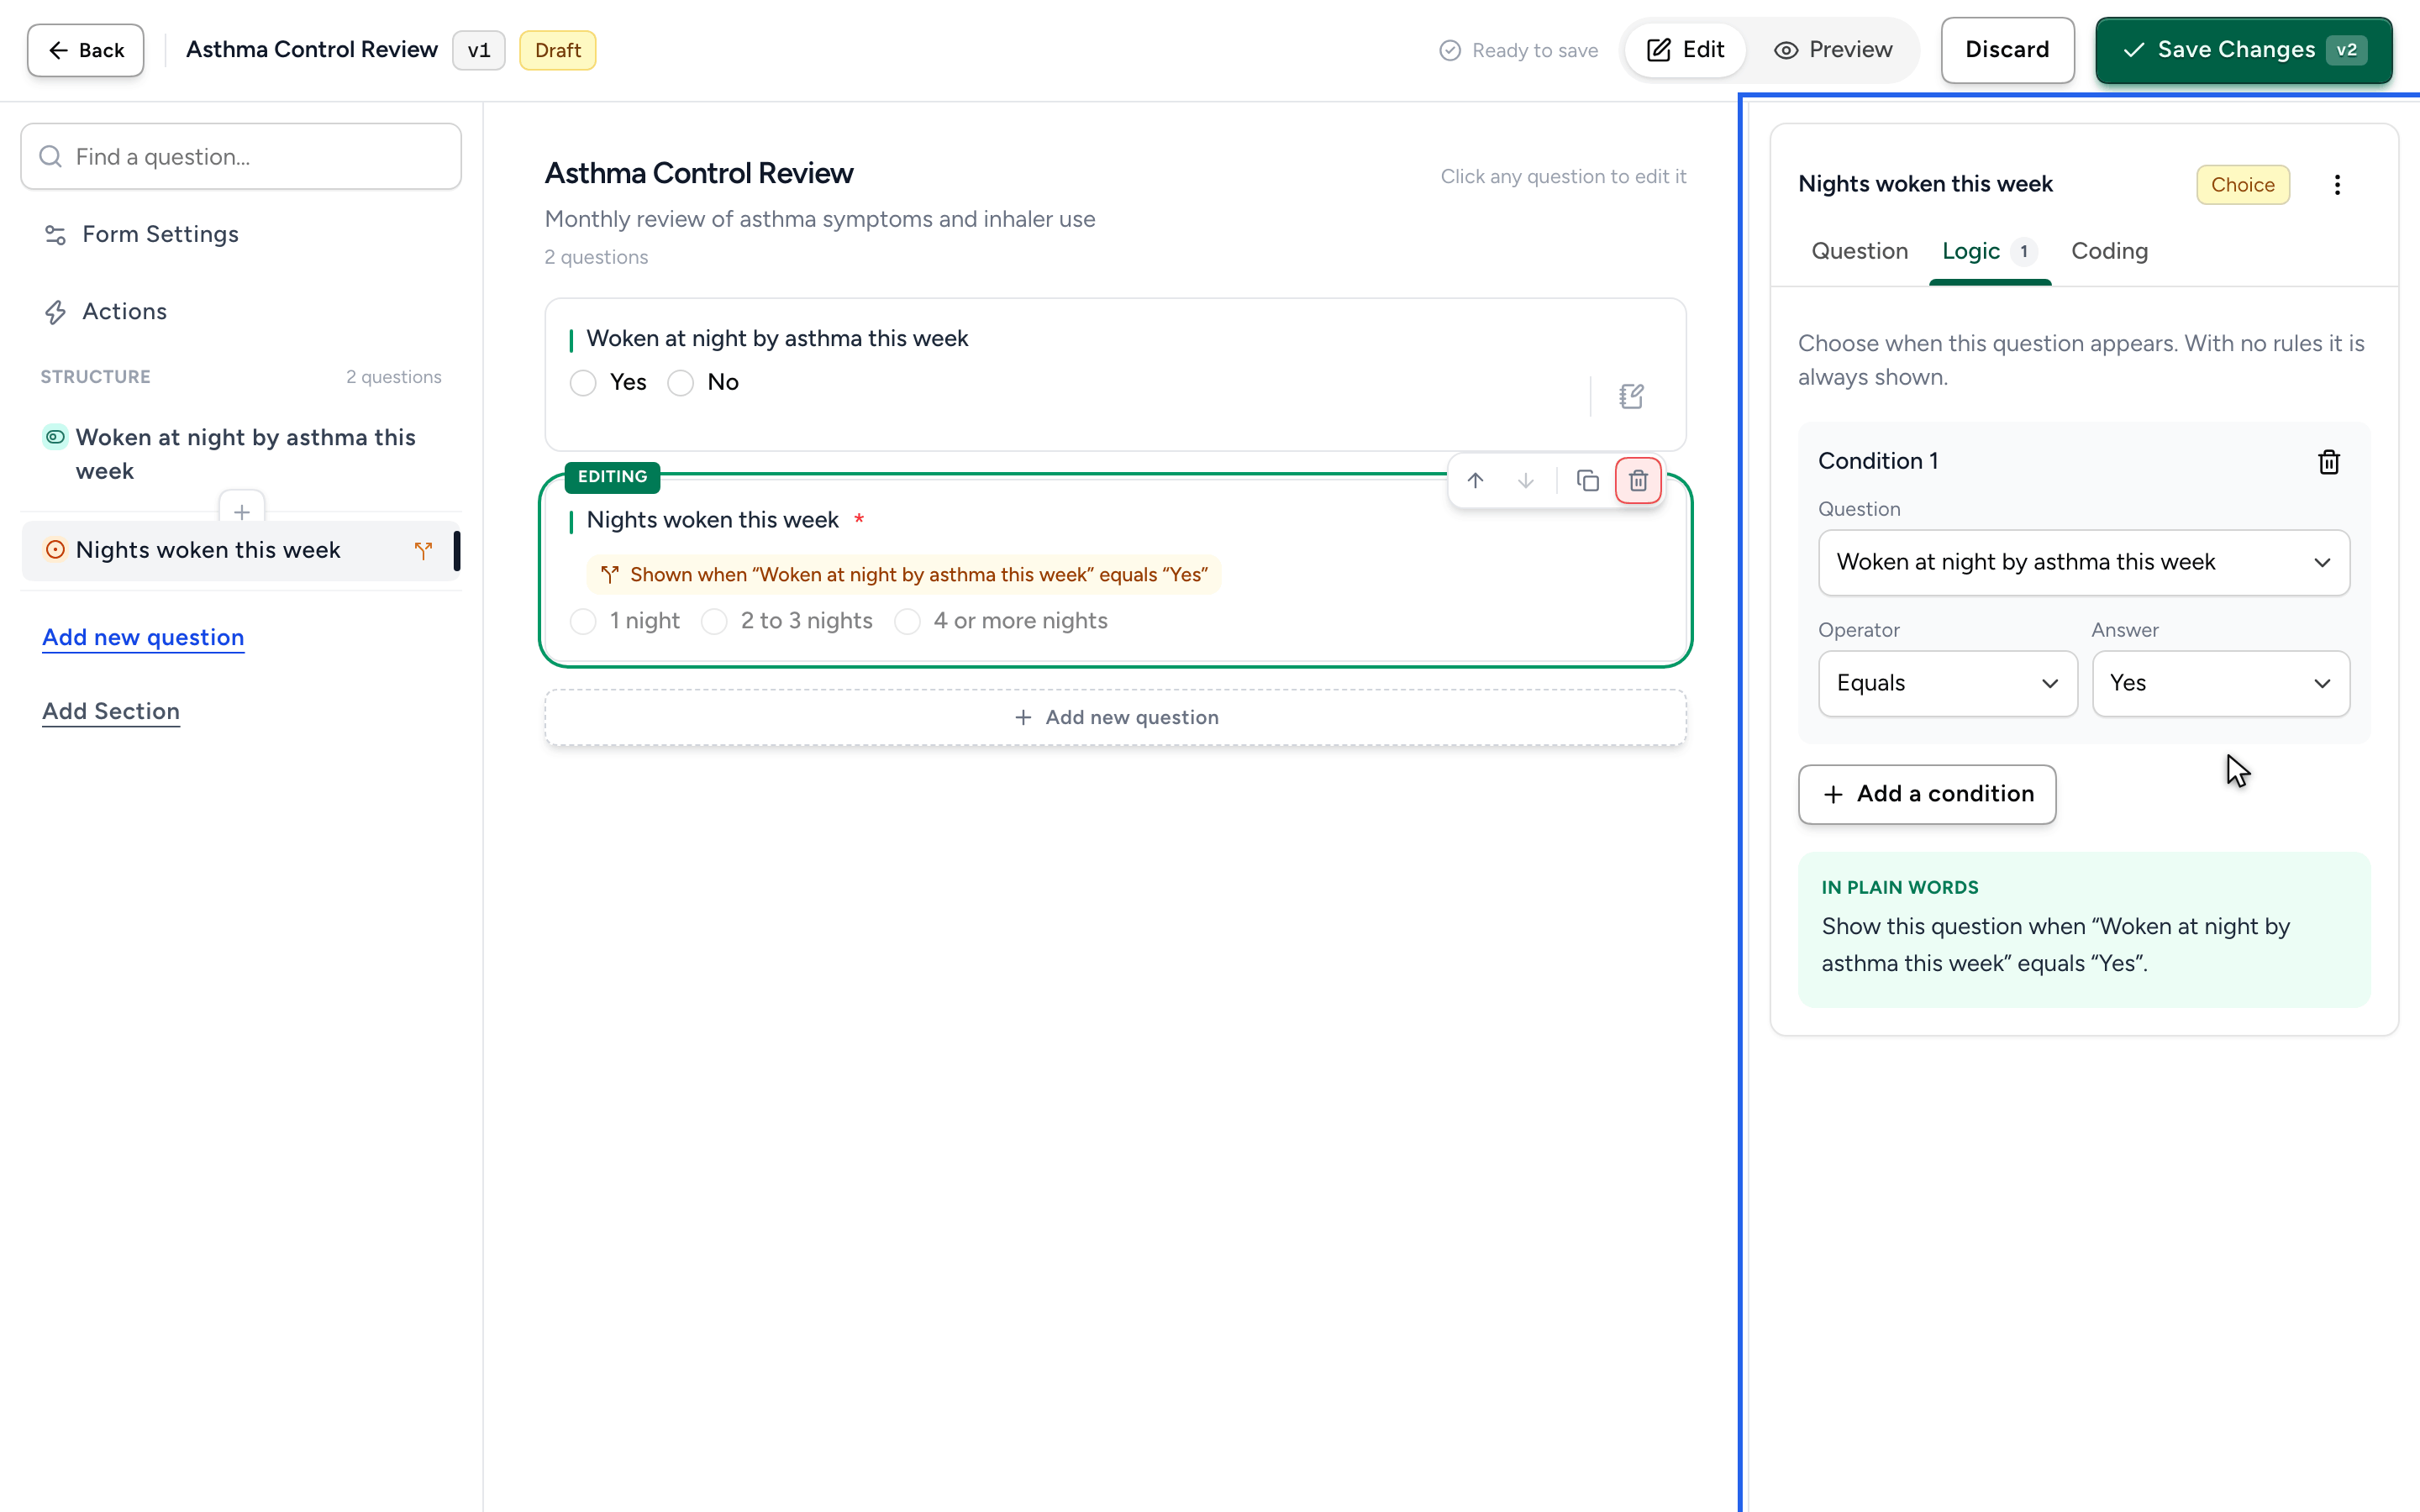 Back
Asthma Control Review
v1
Draft
Ready to save
Edit
Preview
Discard
Save Changes
v2
Find a question...
Form Settings
Actions
STRUCTURE
2 questions
Woken at night by asthma this
week
Nights woken this week
Add new question
Add Section
Asthma Control Review
Click any question to edit it
Monthly review of asthma symptoms and inhaler use
2 questions
Woken at night by asthma this week
Yes
No
EDITING
Nights woken this week *
Shown when “Woken at night by asthma this week” equals “Yes”
1 night
2 to 3 nights
4 or more nights
Add new question
Nights woken this week
Choice
Question
Logic 1
Coding
Choose when this question appears. With no rules it is
always shown.
Condition 1
Question
Woken at night by asthma this week
Operator
Answer
Equals
Yes
Add a condition
IN PLAIN WORDS
Show this question when “Woken at night by
asthma this week” equals “Yes”.